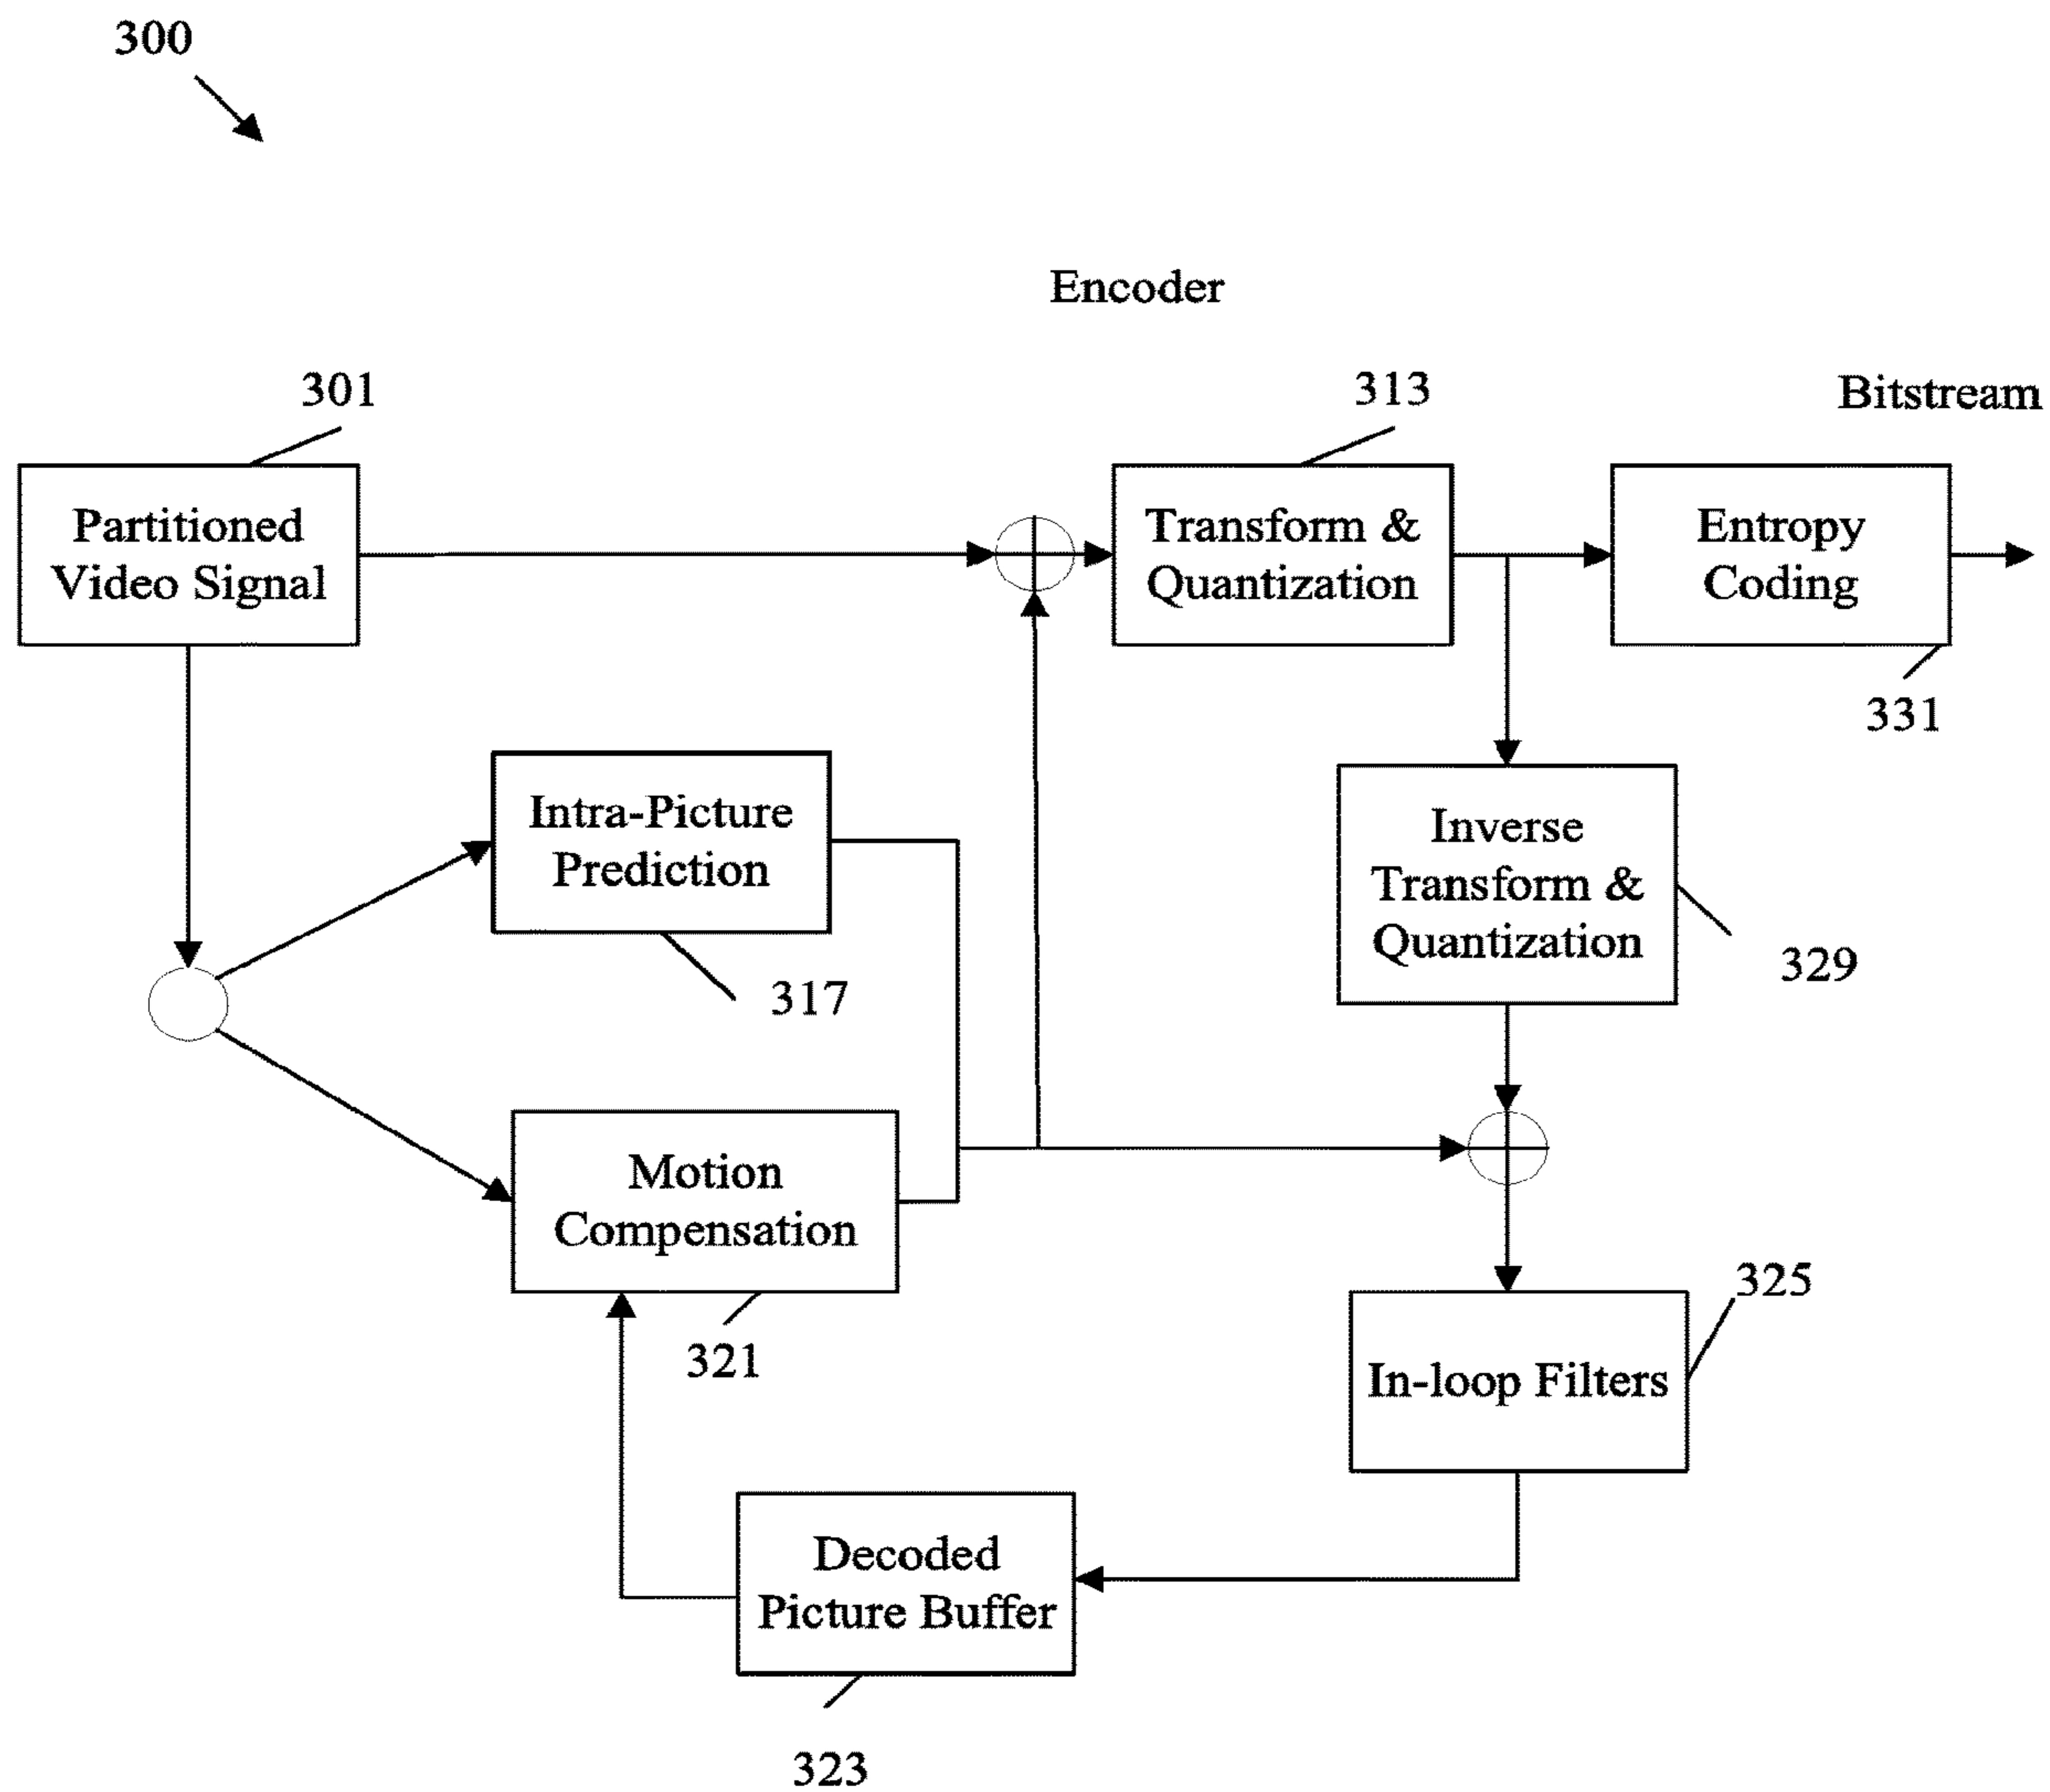 300
Encoder
301
313
Bitstream
Partitioned
Video Signal
Transform &
Quantization
Entropy
Coding
331
Intra-Picture
Prediction
317
Inverse
Transform &
Quantization
329
Motion
Compensation
321
325
In-loop Filters
Decoded
Picture Buffer
323